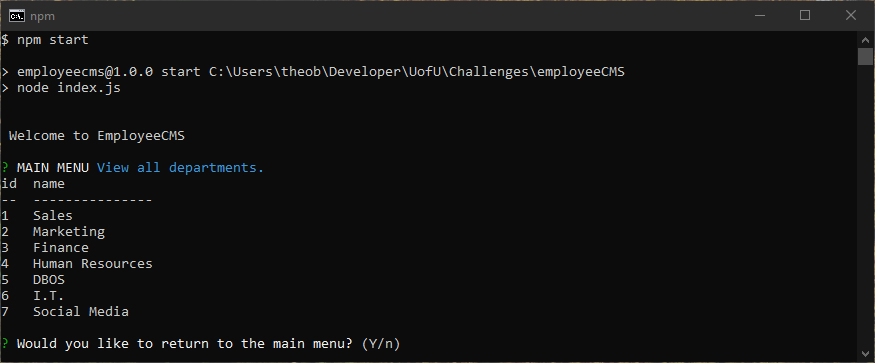 npm
$ npm start
> employeecms@1.0.0 start C:\Users\theob\Developer\UofU\Challenges\employeeCMS
> node index.js
Welcome to EmployeeCMS
? MAIN MENU View all departments.
id  name
--  ---------------
1   Sales
2   Marketing
3   Finance
4   Human Resources
5   DBOS
6   I.T.
7   Social Media
? Would you like to return to the main menu? (Y/n)